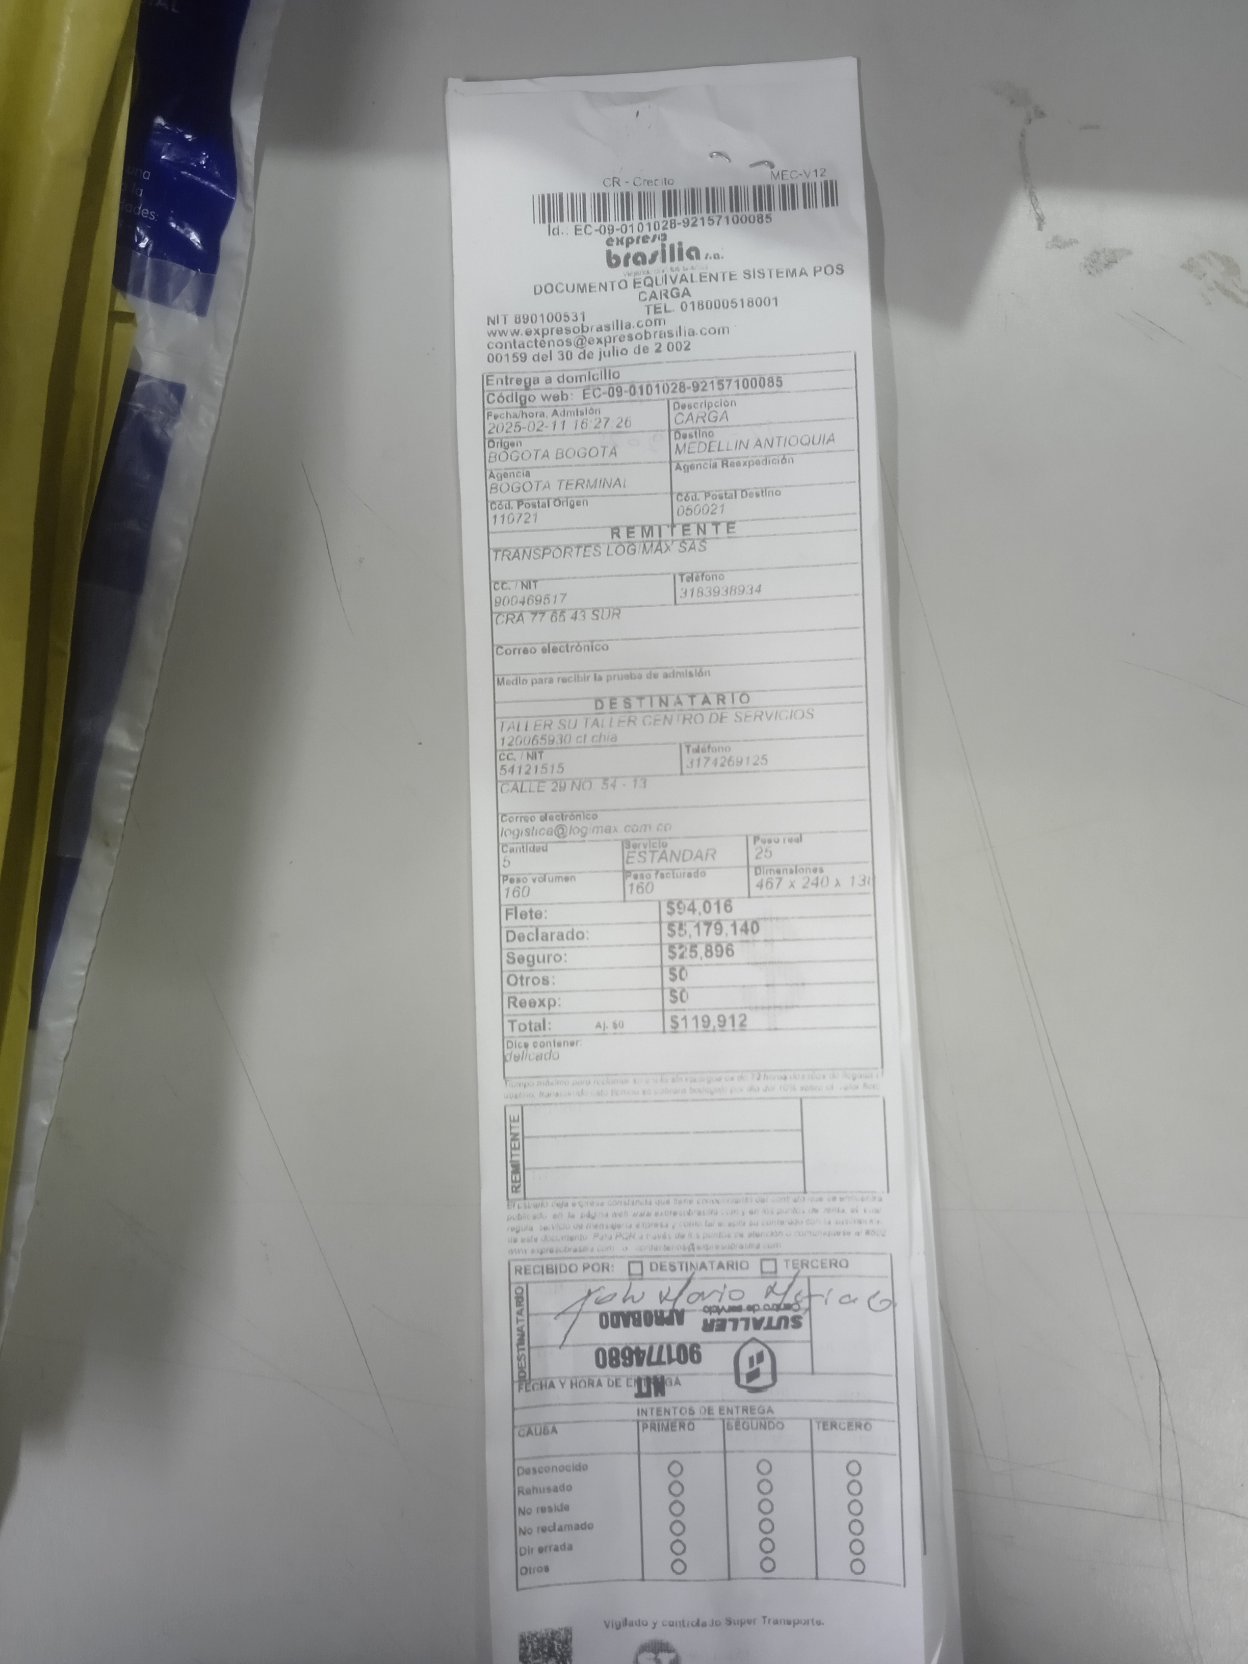 una
la
ades:
CR - Credito
MEC-V12
Id.: EC-09-0101028-92157100085
expreso
brasilia s.a.
DOCUMENTO EQUIVALENTE SISTEMA POS
CARGA
NIT 890100531
TEL. 018000518001
www.expresobrasilia.com
contactenos@expresobrasilia.com
00159 del 30 de julio de 2 002
Entrega a domicilio
Código web: EC-09-0101028-92157100085
Fecha/hora, Admisión
2025-02-11 16:27:26
Descripción
CARGA
Origen
BOGOTA BOGOTA
Destino
MEDELLIN ANTIOQUIA
Agencia
BOGOTA TERMINAL
Agencia Reexpedición
Cód. Postal Origen
110721
Cód. Postal Destino
050021
REMITENTE
TRANSPORTES LOGIMAX SAS
CC. / NIT
900469517
Teléfono
3183938934
CRA 77 65 43 SUR
Correo electrónico
Medio para recibir la prueba de admisión
DESTINATARIO
TALLER SU TALLER CENTRO DE SERVICIOS
120065930 ct chia
CC. / NIT
54121515
Teléfono
3174269125
CALLE 29 NO. 54 - 13
Correo electrónico
logistica@logimax.com.co
Cantidad
5
Servicio
ESTANDAR
Peso real
25
Peso volumen
160
Peso facturado
160
Dimensiones
467 x 240 x 13
Flete: $94,016
Declarado: $5,179,140
Seguro: $25,896
Otros: $0
Reexp: $0
Total: Aj. $0 $119,912
Dice contener:
delicado
REMITENTE
RECIBIDO POR: DESTINATARIO TERCERO
DESTINATARIO
SUTALLER
Centro de servicio
APROBADO
901774680
NIT
FECHA Y HORA DE ENTREGA
INTENTOS DE ENTREGA
CAUSA PRIMERO SEGUNDO TERCERO
Desconocido
Rehusado
No reside
No reclamado
Dir errada
Otros
Vigilado y controlado Super Transporte.